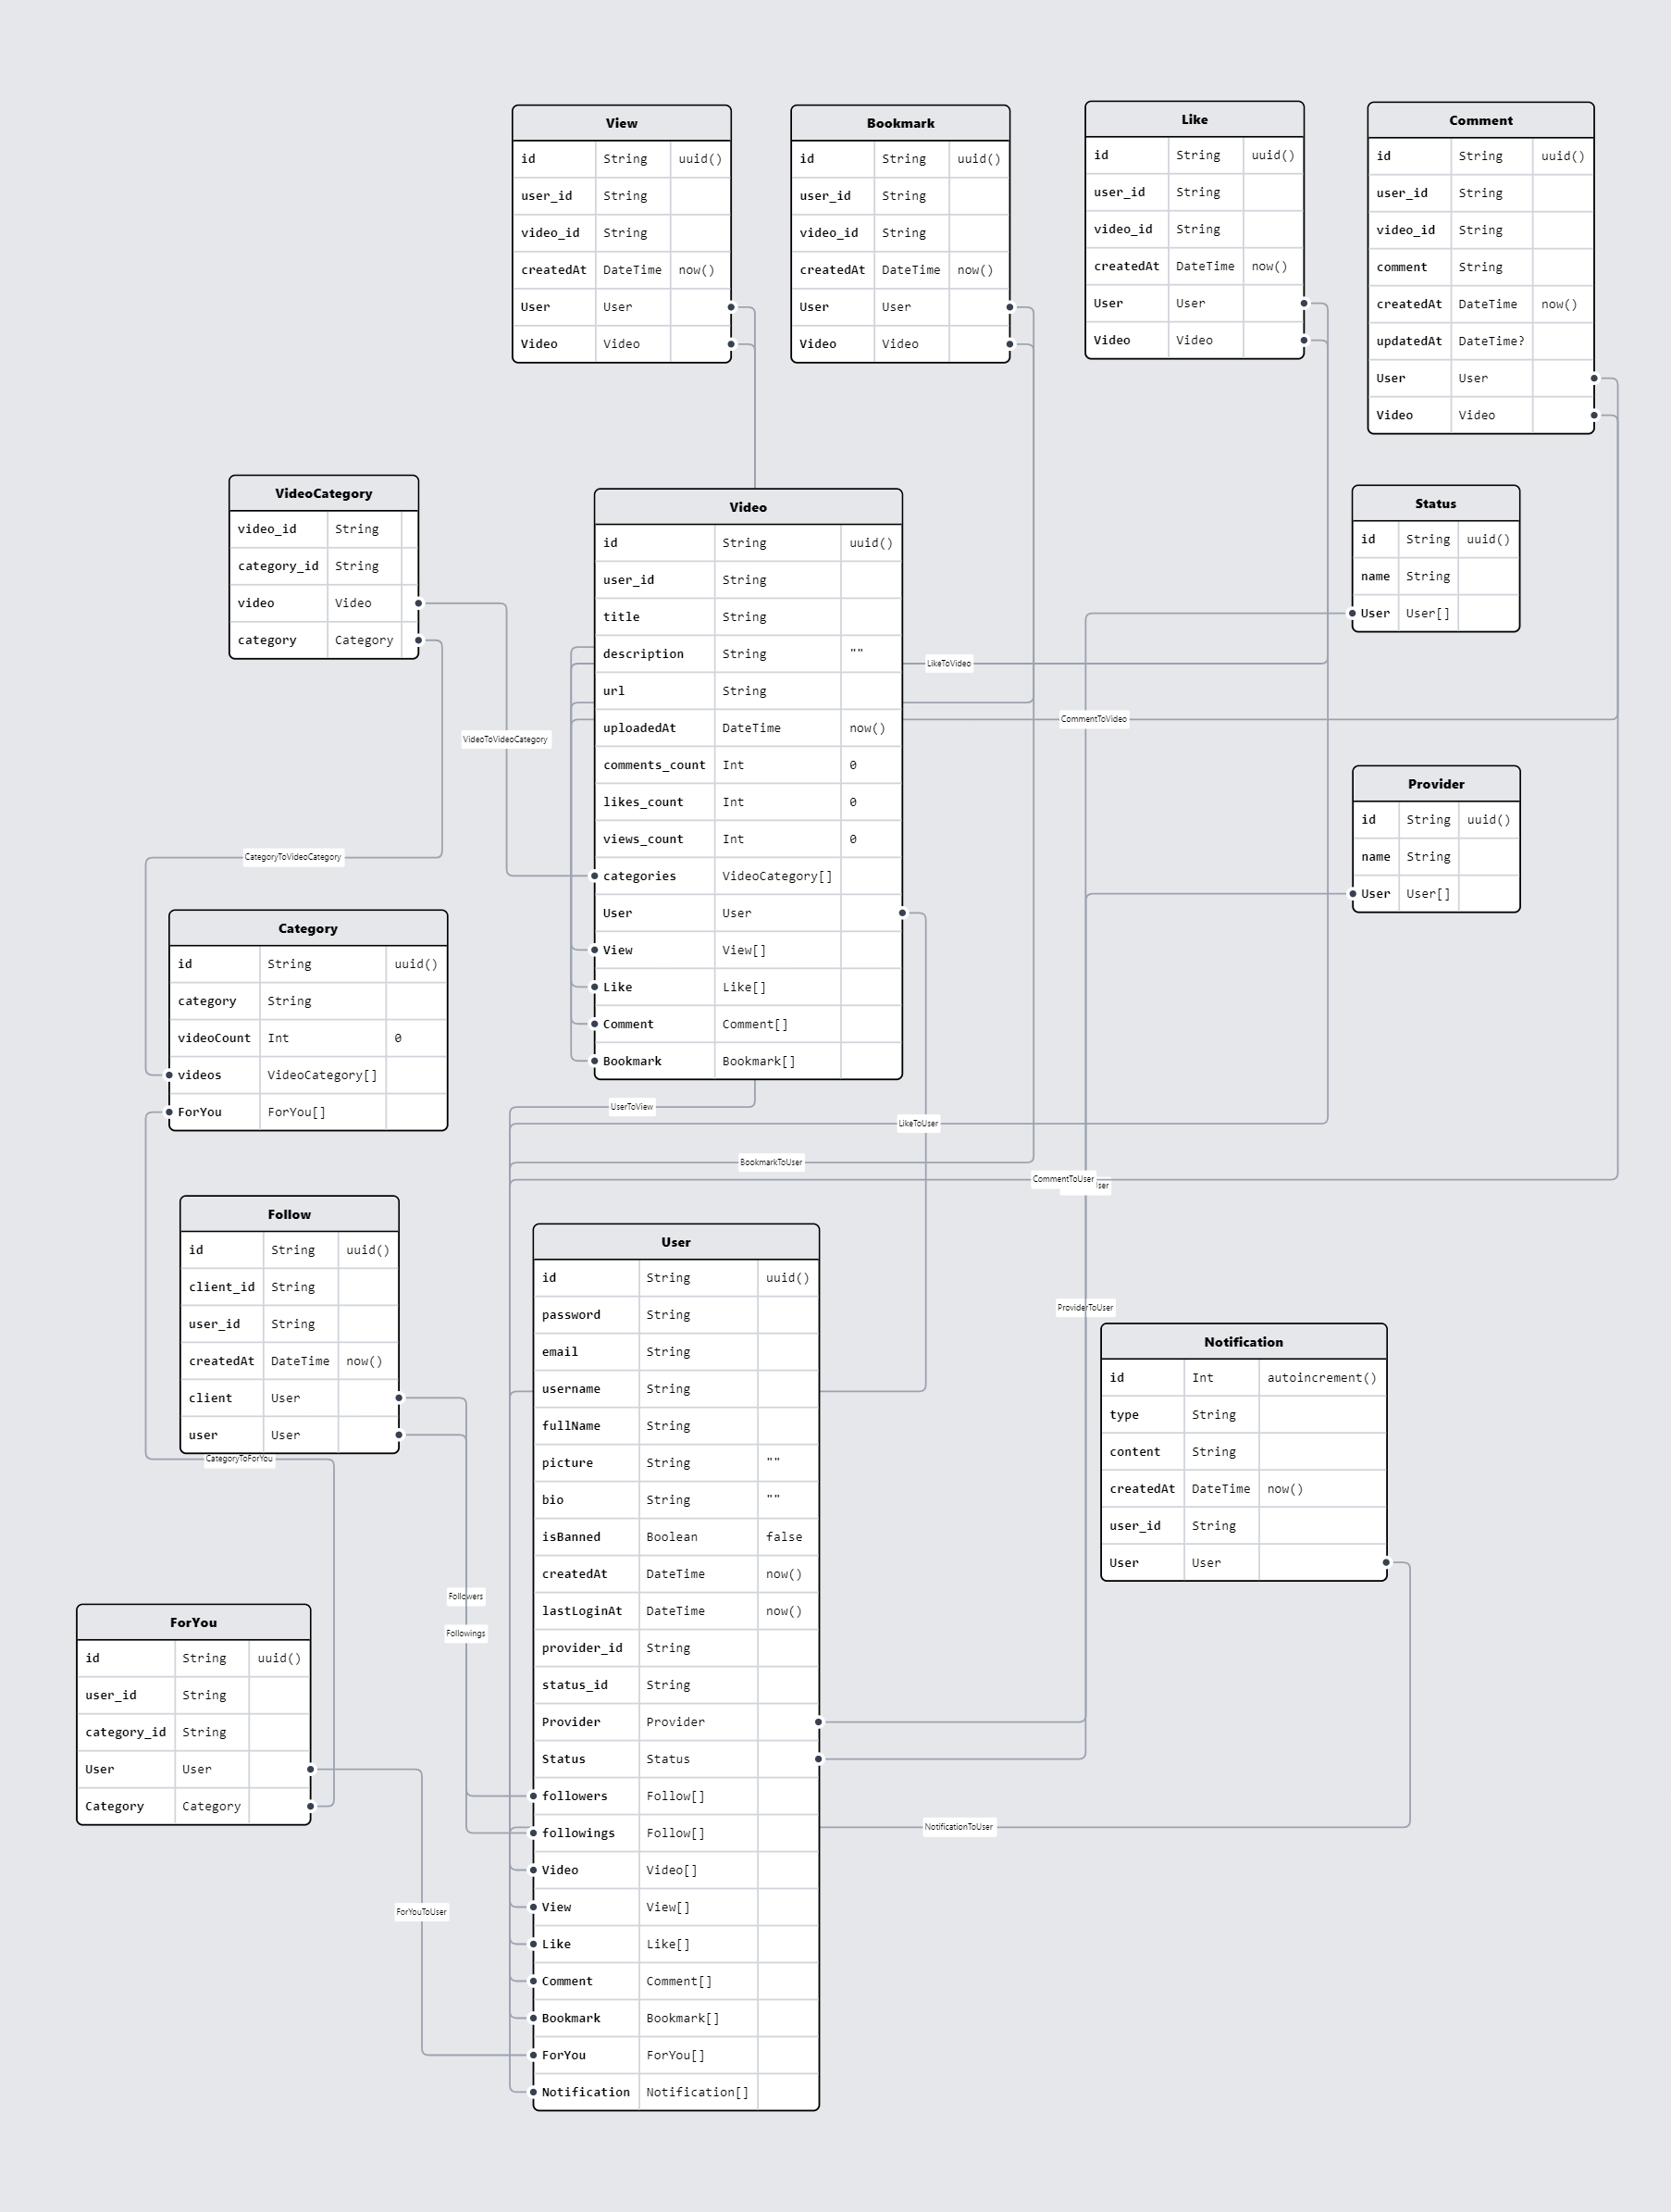 View
id String uuid()
user_id String
video_id String
createdAt DateTime now()
User User
Video Video
Bookmark
id String uuid()
user_id String
video_id String
createdAt DateTime now()
User User
Video Video
Like
id String uuid()
user_id String
video_id String
createdAt DateTime now()
User User
Video Video
Comment
id String uuid()
user_id String
video_id String
comment String
createdAt DateTime now()
updatedAt DateTime?
User User
Video Video
VideoCategory
video_id String
category_id String
video Video
category Category
Video
id String uuid()
user_id String
title String
description String ""
url String
uploadedAt DateTime now()
comments_count Int 0
likes_count Int 0
views_count Int 0
categories VideoCategory[]
User User
View View[]
Like Like[]
Comment Comment[]
Bookmark Bookmark[]
Status
id String uuid()
name String
User User[]
LikeToVideo
CommentToVideo
VideoToVideoCategory
Provider
id String uuid()
name String
User User[]
CategoryToVideoCategory
Category
id String uuid()
category String
videoCount Int 0
videos VideoCategory[]
ForYou ForYou[]
UserToView
LikeToUser
BookmarkToUser
CommentToUser
Follow
id String uuid()
client_id String
user_id String
createdAt DateTime now()
client User
user User
CategoryToForYou
User
id String uuid()
password String
email String
username String
fullName String
picture String ""
bio String ""
isBanned Boolean false
createdAt DateTime now()
lastLoginAt DateTime now()
provider_id String
status_id String
Provider Provider
Status Status
followers Follow[]
followings Follow[]
Video Video[]
View View[]
Like Like[]
Comment Comment[]
Bookmark Bookmark[]
ForYou ForYou[]
Notification Notification[]
ProviderToUser
Notification
id Int autoincrement()
type String
content String
createdAt DateTime now()
user_id String
User User
Followers
Followings
ForYou
id String uuid()
user_id String
category_id String
User User
Category Category
NotificationToUser
ForYouToUser